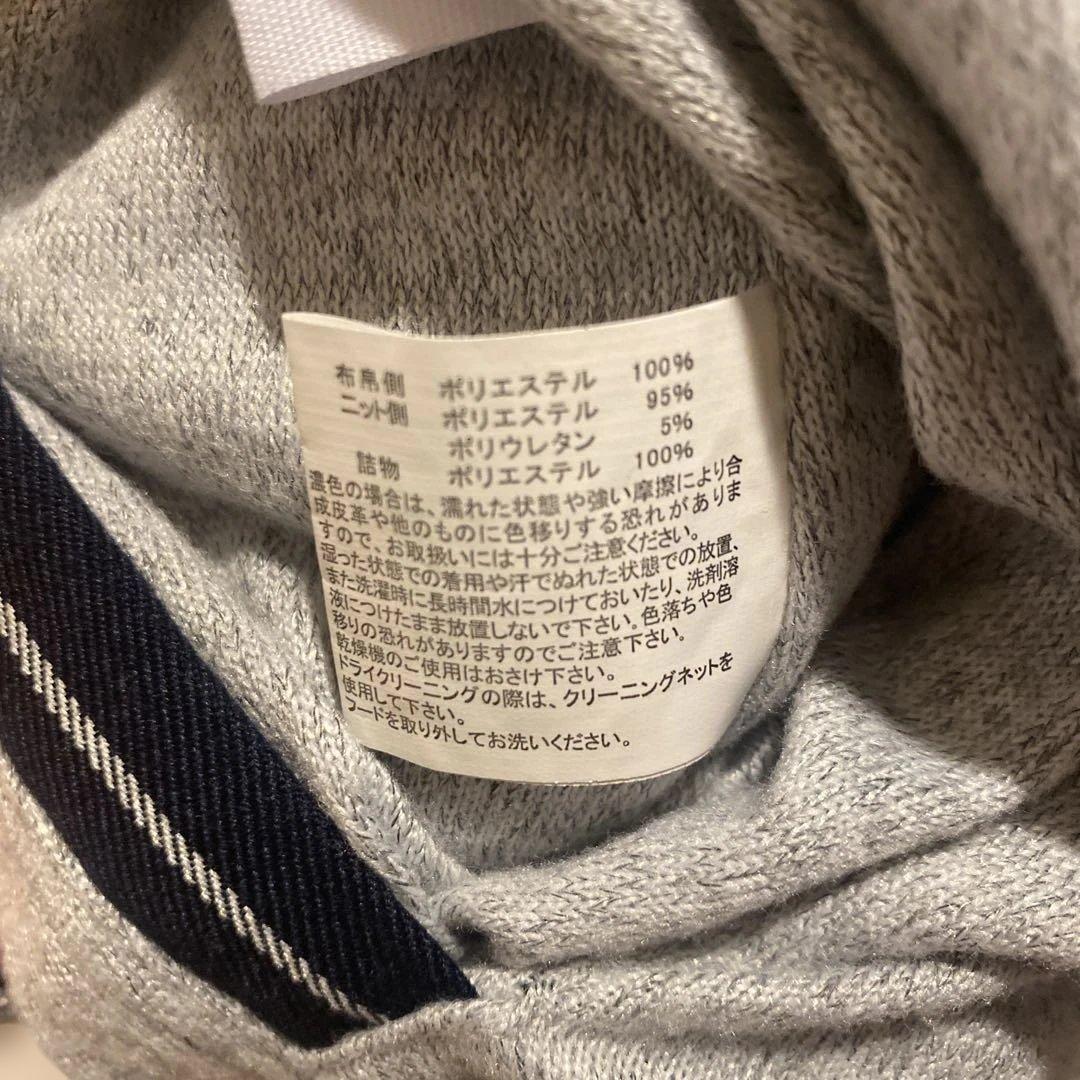 布帛側 ポリエステル 100%
ニット側 ポリエステル 95%
ポリウレタン 5%
詰物 ポリエステル 100%
濃色の場合は、濡れた状態や強い摩擦により合
成皮革や他のものに色移りする恐れがありま
すので、お取扱いには十分ご注意ください。
湿った状態での着用や汗でぬれた状態での放置、
また洗濯時に長時間水につけておいたり、洗剤溶
液につけたまま放置しないで下さい。色落ちや色
移りの恐れがありますのでご注意下さい。
乾燥機のご使用はおさけ下さい。
ドライクリーニングの際は、クリーニングネットを
使用して下さい。
フードを取り外してお洗いください。